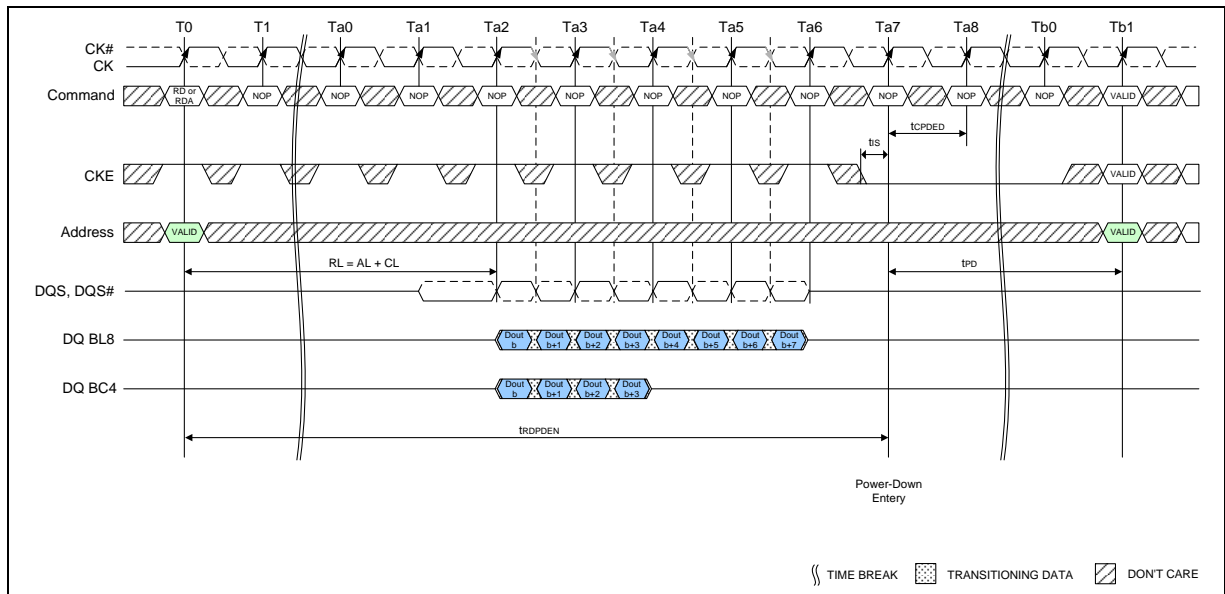 T0 T1 Ta0 Ta1 Ta2 Ta3 Ta4 Ta5 Ta6 Ta7 Ta8 Tb0 Tb1
CK#
CK
Command RD or RDA NOP NOP NOP NOP NOP NOP NOP NOP NOP NOP NOP VALID
tCPDED
tIS
CKE VALID
Address VALID VALID
RL = AL + CL tPD
DQS, DQS#
DQ BL8 Dout b Dout b+1 Dout b+2 Dout b+3 Dout b+4 Dout b+5 Dout b+6 Dout b+7
DQ BC4 Dout b Dout b+1 Dout b+2 Dout b+3
tRDPDEN
Power-Down
Entery
TIME BREAK TRANSITIONING DATA DON'T CARE